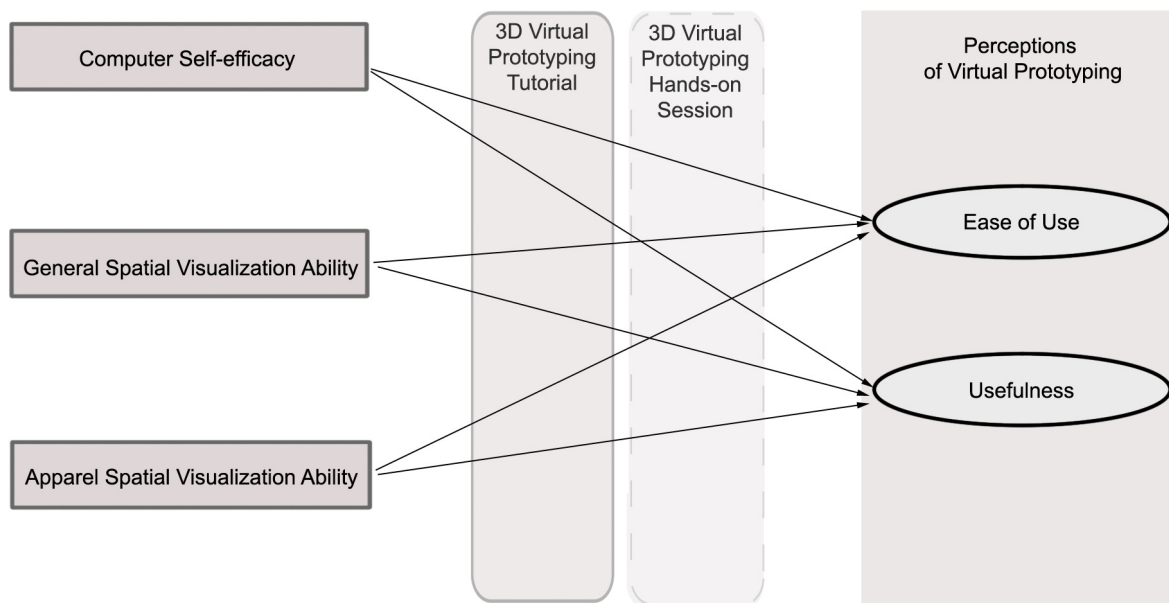 Computer Self-efficacy
General Spatial Visualization Ability
Apparel Spatial Visualization Ability
3D Virtual
Prototyping
Tutorial
3D Virtual
Prototyping
Hands-on
Session
Perceptions
of Virtual Prototyping
Ease of Use
Usefulness